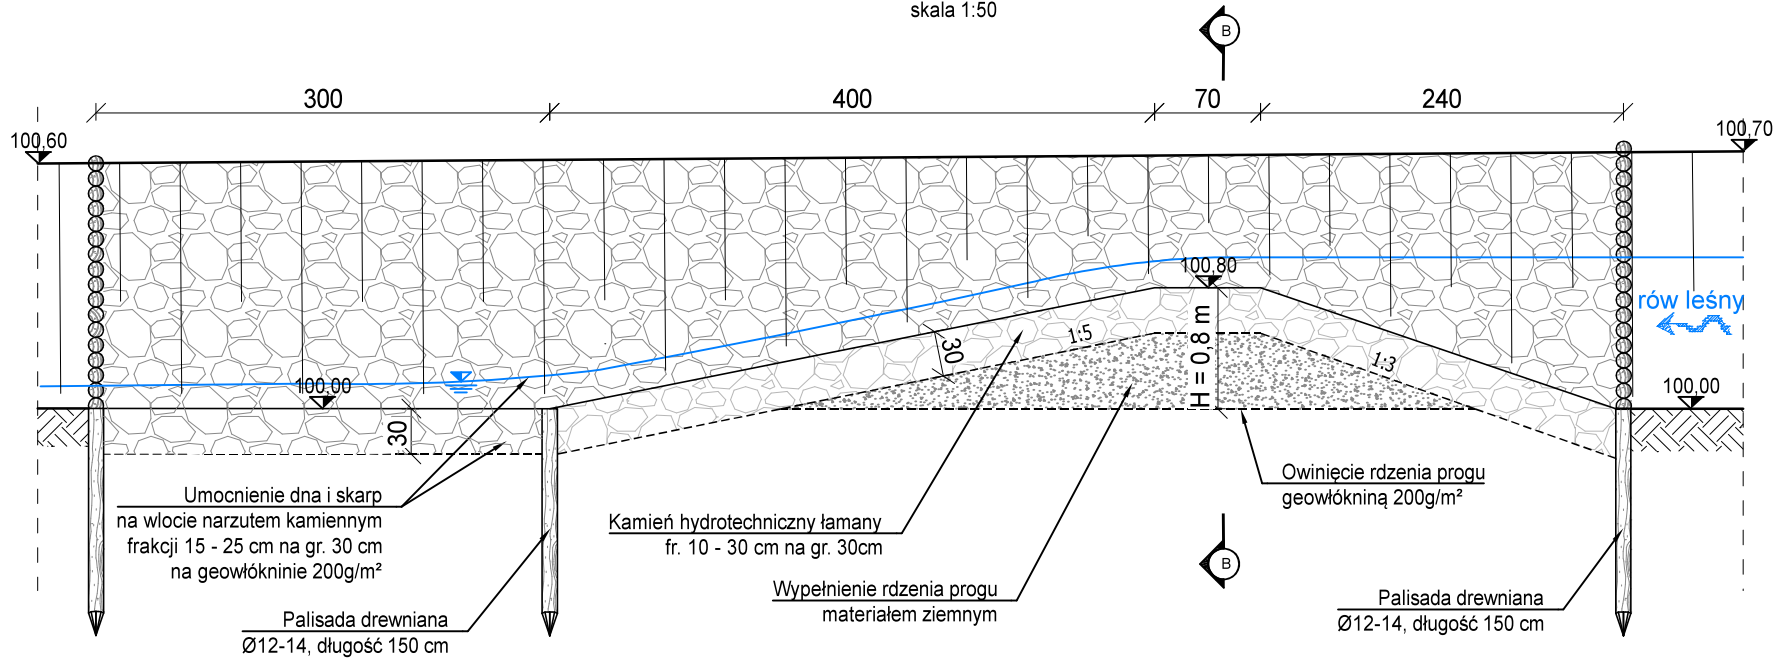 skala 1:50
B
300
400
70
240
100,60
100,70
100,80
rów leśny
1:5
30
1:3
H = 0,8 m
100,00
100,00
30
Umocnienie dna i skarp
na wlocie narzutem kamiennym
frakcji 15 - 25 cm na gr. 30 cm
na geowłókninie 200g/m²
Kamień hydrotechniczny łamany
fr. 10 - 30 cm na gr. 30cm
Owinięcie rdzenia progu
geowłókniną 200g/m²
B
Wypełnienie rdzenia progu
materiałem ziemnym
Palisada drewniana
Ø12-14, długość 150 cm
Palisada drewniana
Ø12-14, długość 150 cm